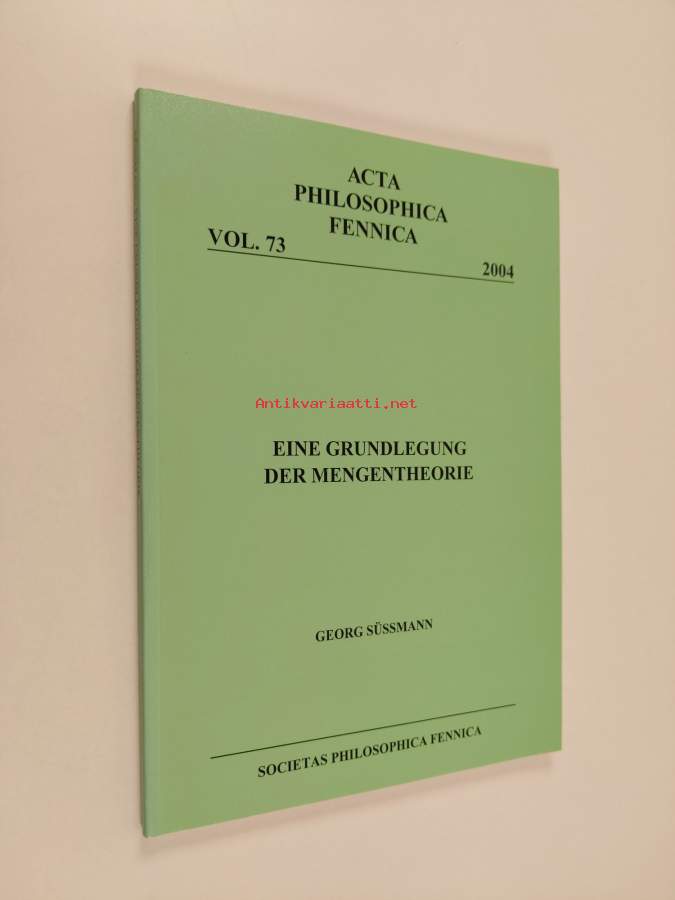 ACTA
PHILOSOPHICA
FENNICA
VOL. 73
2004
Antikvariaatti.net
EINE GRUNDLEGUNG
DER MENGENTHEORIE
GEORG SÜSSMANN
SOCIETAS PHILOSOPHICA FENNICA